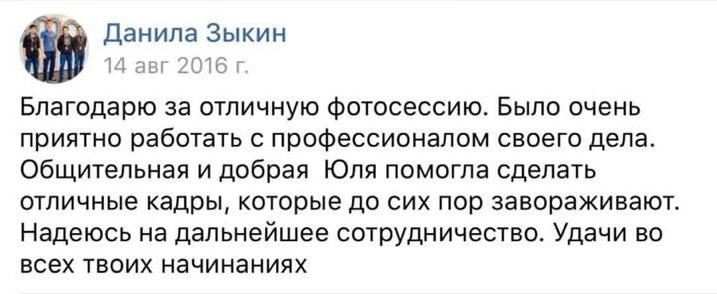 Данила Зыкин
14 авг 2016 г.
Благодарю за отличную фотосессию. Было очень
приятно работать с профессионалом своего дела.
Общительная и добрая  Юля помогла сделать
отличные кадры, которые до сих пор завораживают.
Надеюсь на дальнейшее сотрудничество. Удачи во
всех твоих начинаниях